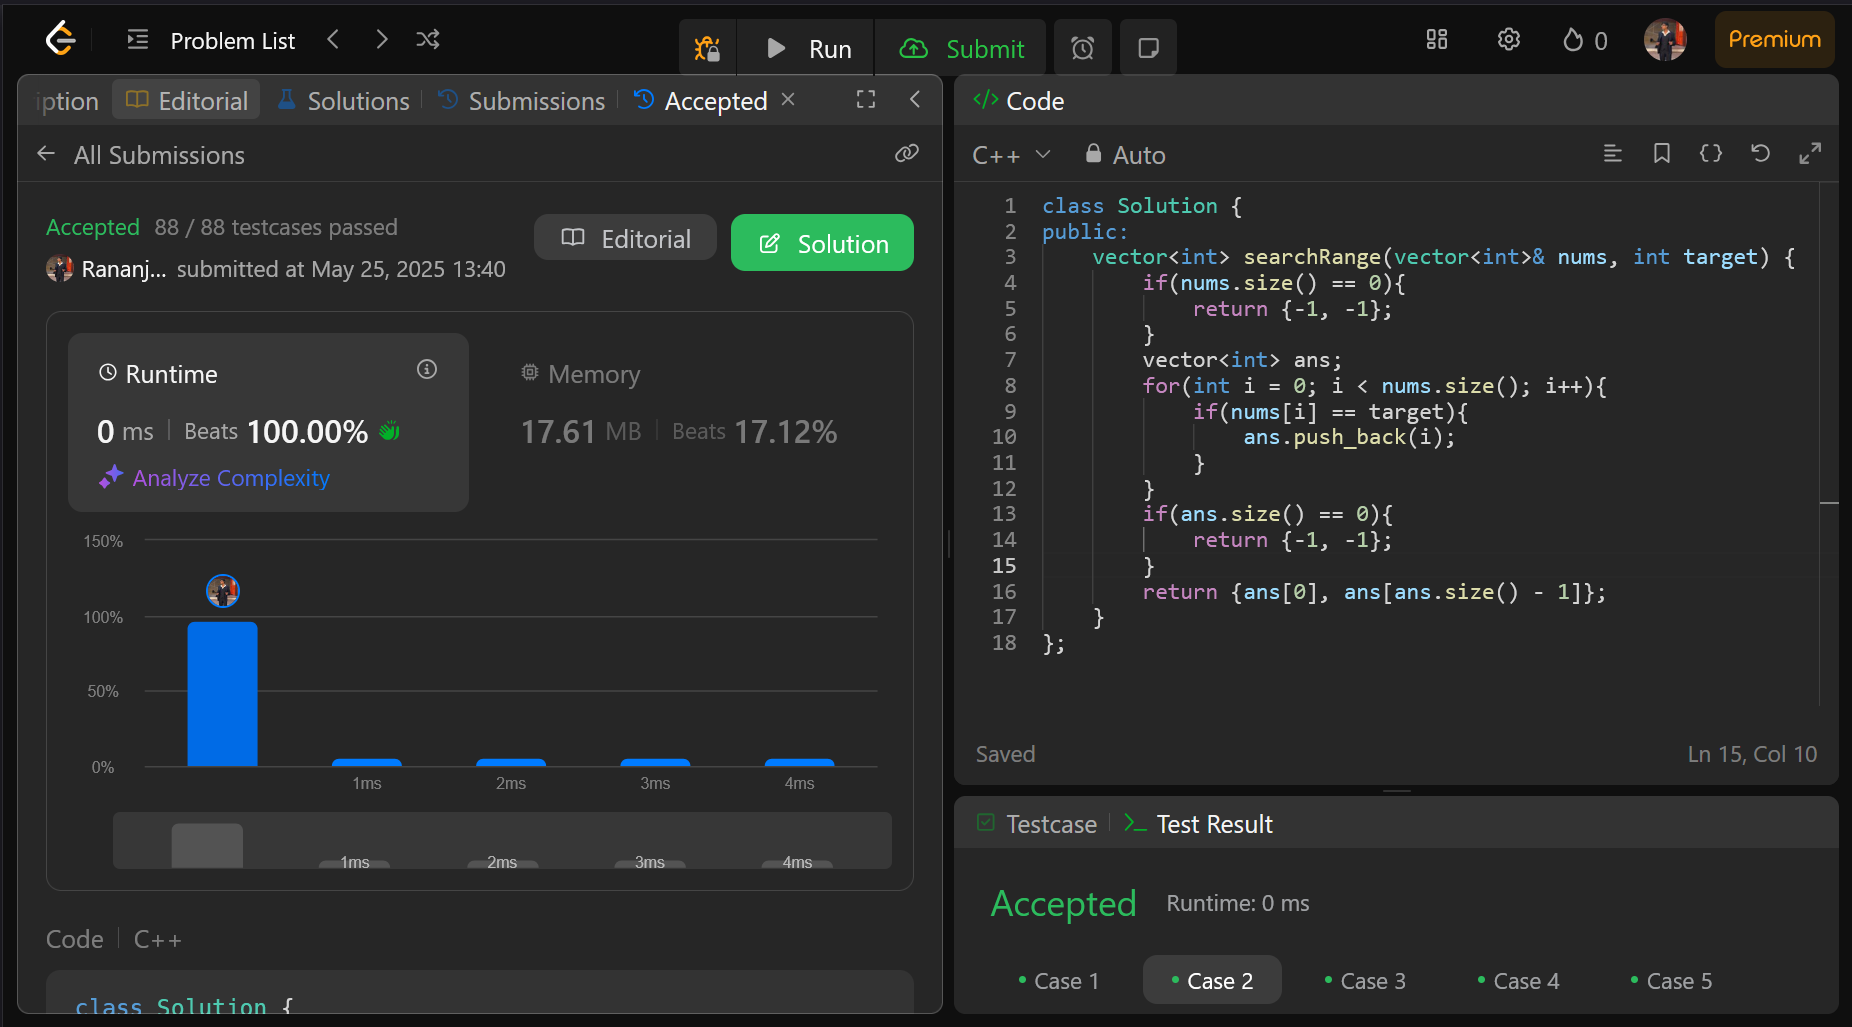 Problem List
Run
Submit
0
Premium
iption
Editorial
Solutions
Submissions
Accepted
All Submissions
Accepted 88 / 88 testcases passed
Rananj... submitted at May 25, 2025 13:40
Editorial
Solution
Runtime
0 ms | Beats 100.00%
Analyze Complexity
Memory
17.61 MB | Beats 17.12%
150%
100%
50%
0%
1ms 2ms 3ms 4ms
1ms 2ms 3ms 4ms
Code | C++
class Solution {
</> Code
C++ Auto
1 class Solution {
2 public:
3     vector<int> searchRange(vector<int>& nums, int target) {
4         if(nums.size() == 0){
5             return {-1, -1};
6         }
7         vector<int> ans;
8         for(int i = 0; i < nums.size(); i++){
9             if(nums[i] == target){
10                 ans.push_back(i);
11             }
12         }
13         if(ans.size() == 0){
14             return {-1, -1};
15         }
16         return {ans[0], ans[ans.size() - 1]};
17     }
18 };
Saved
Ln 15, Col 10
Testcase
Test Result
Accepted Runtime: 0 ms
Case 1 Case 2 Case 3 Case 4 Case 5